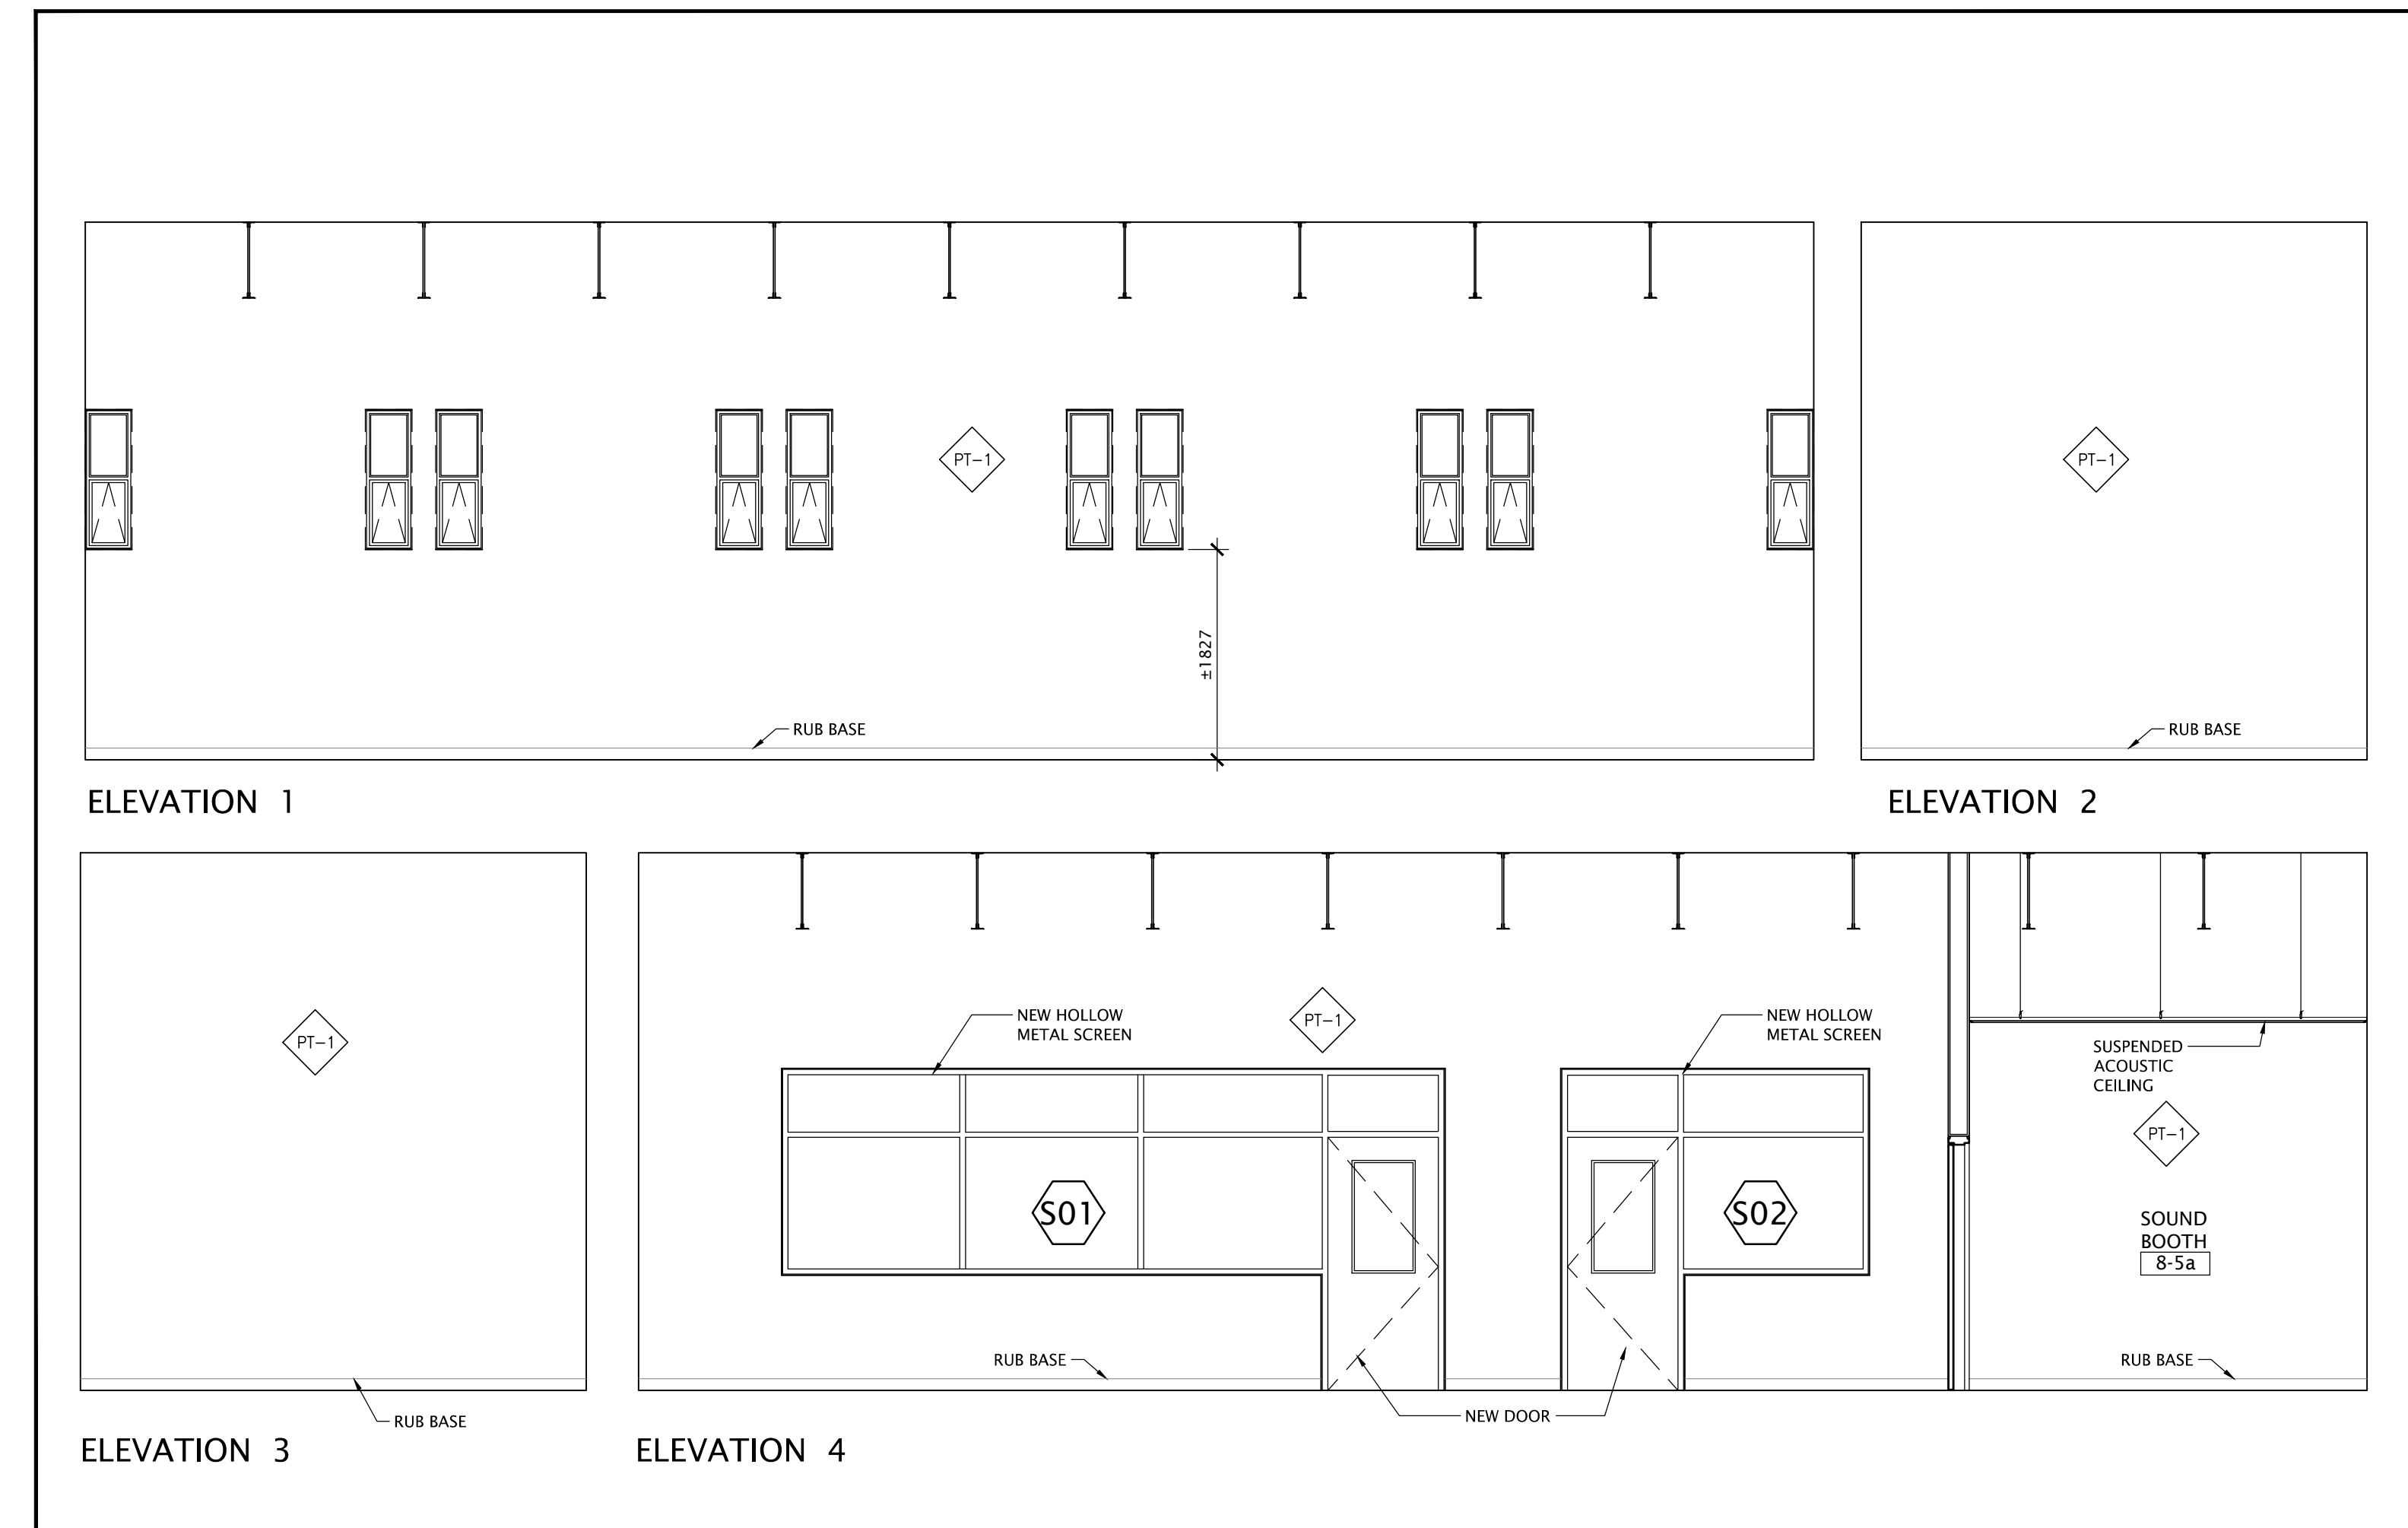 PT-1
PT-1
±1827
RUB BASE
RUB BASE
ELEVATION 1
ELEVATION 2
PT-1
RUB BASE
ELEVATION 3
NEW HOLLOW
METAL SCREEN
PT-1
NEW HOLLOW
METAL SCREEN
SUSPENDED
ACOUSTIC
CEILING
PT-1
S01
S02
SOUND
BOOTH
8-5a
RUB BASE
RUB BASE
NEW DOOR
ELEVATION 4